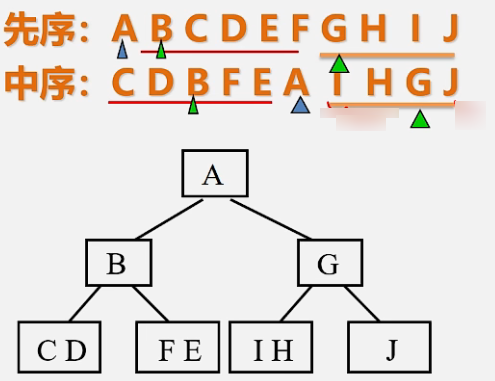 先序: A B C D E F G H I J
中序: C D B F E A I H G J
A
B G
C D F E I H J